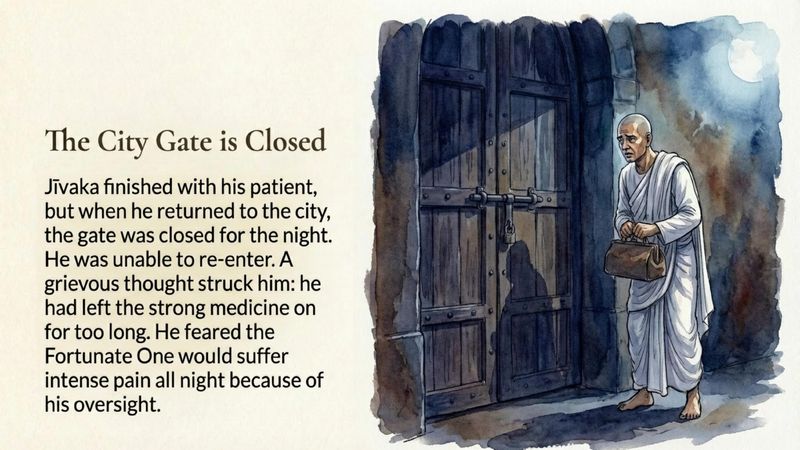 The City Gate is Closed
Jīvaka finished with his patient,
but when he returned to the city,
the gate was closed for the night.
He was unable to re-enter. A
grievous thought struck him: he
had left the strong medicine on
for too long. He feared the
Fortunate One would suffer
intense pain all night because of
his oversight.